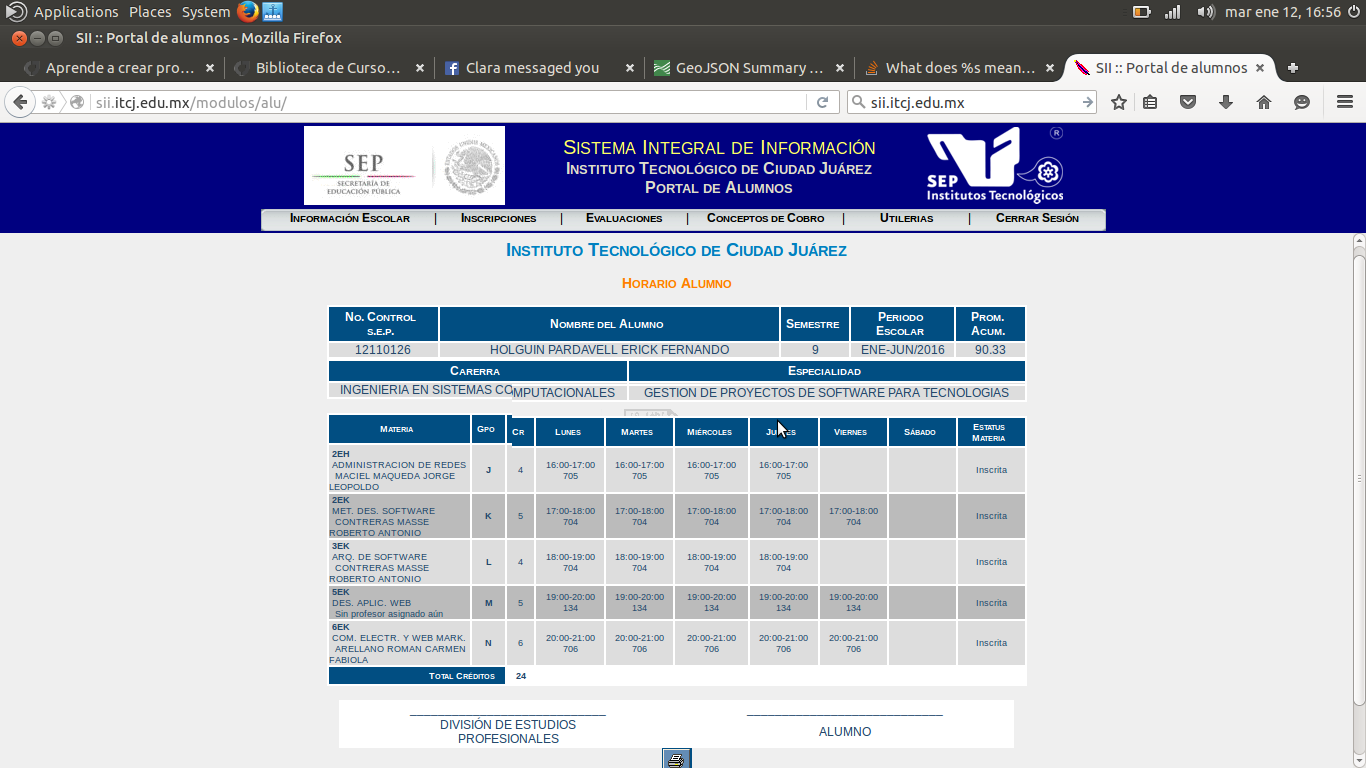 Applications Places System mar ene 12, 16:56
SII :: Portal de alumnos - Mozilla Firefox
Aprende a crear pro... × Biblioteca de Curso... × Clara messaged you × GeoJSON Summary ... × What does %s mean... × SII :: Portal de alumnos ×
sii.itcj.edu.mx/modulos/alu/ sii.itcj.edu.mx
SEP
SECRETARÍA DE
EDUCACIÓN PÚBLICA
ESTADOS UNIDOS MEXICANOS
SISTEMA INTEGRAL DE INFORMACIÓN
INSTITUTO TECNOLÓGICO DE CIUDAD JUÁREZ
PORTAL DE ALUMNOS
®
SEP
Institutos Tecnológicos
INFORMACIÓN ESCOLAR | INSCRIPCIONES | EVALUACIONES | CONCEPTOS DE COBRO | UTILERIAS | CERRAR SESIÓN
INSTITUTO TECNOLÓGICO DE CIUDAD JUÁREZ
HORARIO ALUMNO
NO. CONTROL S.E.P. NOMBRE DEL ALUMNO SEMESTRE PERIODO ESCOLAR PROM. ACUM.
12110126 HOLGUIN PARDAVELL ERICK FERNANDO 9 ENE-JUN/2016 90.33
CARERRA ESPECIALIDAD
INGENIERIA EN SISTEMAS COMPUTACIONALES GESTION DE PROYECTOS DE SOFTWARE PARA TECNOLOGIAS
MATERIA GPO CR LUNES MARTES MIÉRCOLES JUEVES VIERNES SÁBADO ESTATUS MATERIA
2EH
ADMINISTRACION DE REDES
MACIEL MAQUEDA JORGE
LEOPOLDO
J 4 16:00-17:00 16:00-17:00 16:00-17:00 16:00-17:00 Inscrita
705 705 705 705
2EK
MET. DES. SOFTWARE
CONTRERAS MASSE
ROBERTO ANTONIO
K 5 17:00-18:00 17:00-18:00 17:00-18:00 17:00-18:00 17:00-18:00 Inscrita
704 704 704 704 704
3EK
ARQ. DE SOFTWARE
CONTRERAS MASSE
ROBERTO ANTONIO
L 4 18:00-19:00 18:00-19:00 18:00-19:00 18:00-19:00 Inscrita
704 704 704 704
5EK
DES. APLIC. WEB
Sin profesor asignado aún
M 5 19:00-20:00 19:00-20:00 19:00-20:00 19:00-20:00 19:00-20:00 Inscrita
134 134 134 134 134
6EK
COM. ELECTR. Y WEB MARK.
ARELLANO ROMAN CARMEN
FABIOLA
N 6 20:00-21:00 20:00-21:00 20:00-21:00 20:00-21:00 20:00-21:00 Inscrita
706 706 706 706 706
TOTAL CRÉDITOS 24
DIVISIÓN DE ESTUDIOS
PROFESIONALES
ALUMNO